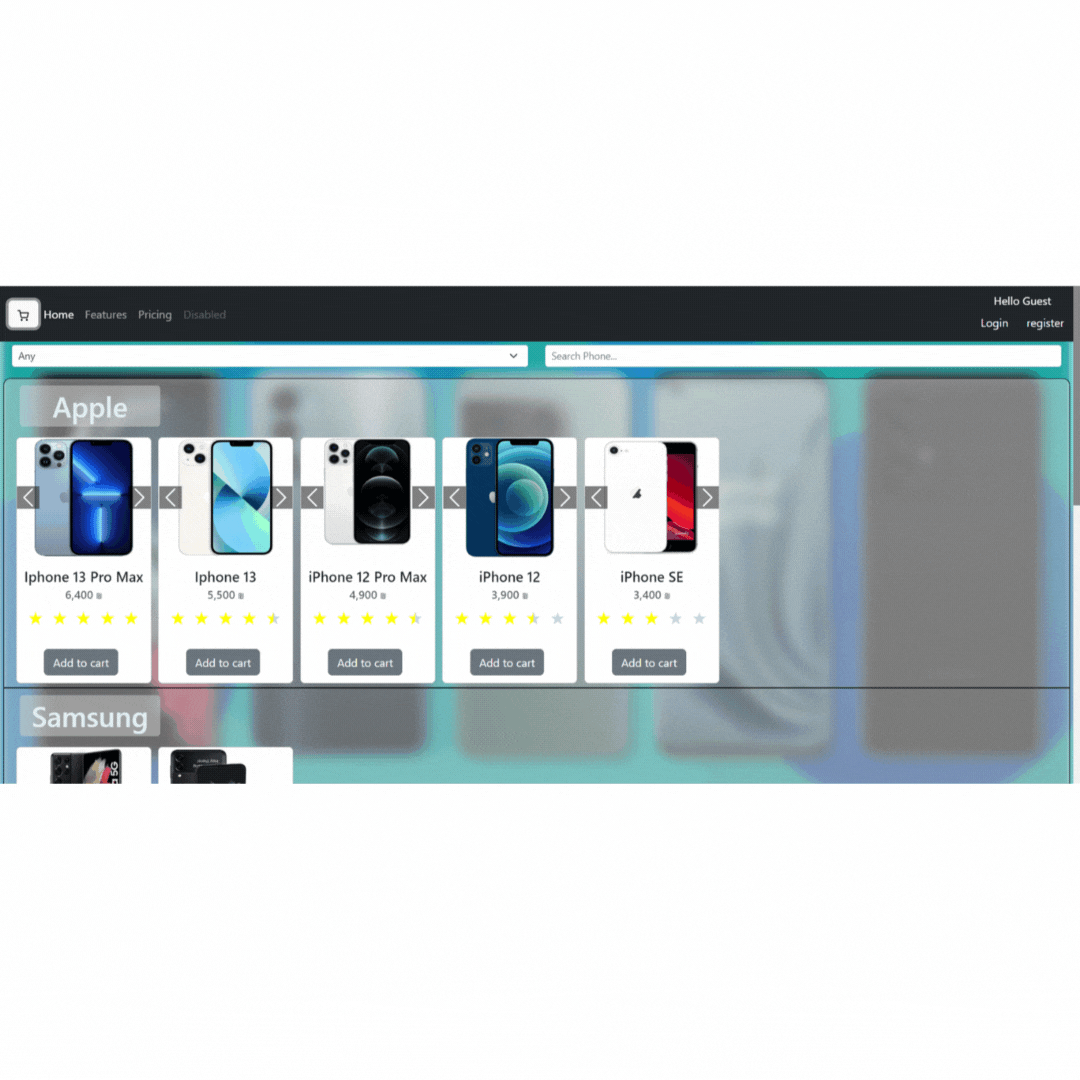 Hello Guest
Home Features Pricing Disabled
Login register
Any
Search Phone...
Apple
Iphone 13 Pro Max
6,400 ₪
Add to cart
Iphone 13
5,500 ₪
Add to cart
iPhone 12 Pro Max
4,900 ₪
Add to cart
iPhone 12
3,900 ₪
Add to cart
iPhone SE
3,400 ₪
Add to cart
Samsung
5G